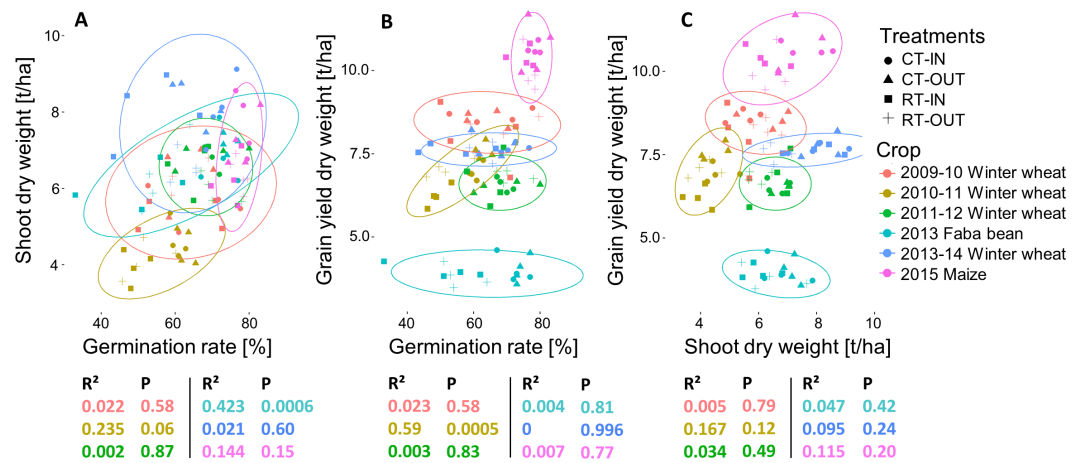 A
B
C
Shoot dry weight [t/ha]
10
8
6
4
40
60
80
Germination rate [%]
Grain yield dry weight [t/ha]
10.0
7.5
5.0
40
60
80
Germination rate [%]
Grain yield dry weight [t/ha]
10.0
7.5
5.0
4
6
8
10
Shoot dry weight [t/ha]
Treatments
CT-IN
CT-OUT
RT-IN
RT-OUT
Crop
2009-10 Winter wheat
2010-11 Winter wheat
2011-12 Winter wheat
2013 Faba bean
2013-14 Winter wheat
2015 Maize
R² P R² P
0.022 0.58 0.423 0.0006
0.235 0.06 0.021 0.60
0.002 0.87 0.144 0.15
R² P R² P
0.023 0.58 0.004 0.81
0.59 0.0005 0 0.996
0.003 0.83 0.007 0.77
R² P R² P
0.005 0.79 0.047 0.42
0.167 0.12 0.095 0.24
0.034 0.49 0.115 0.20